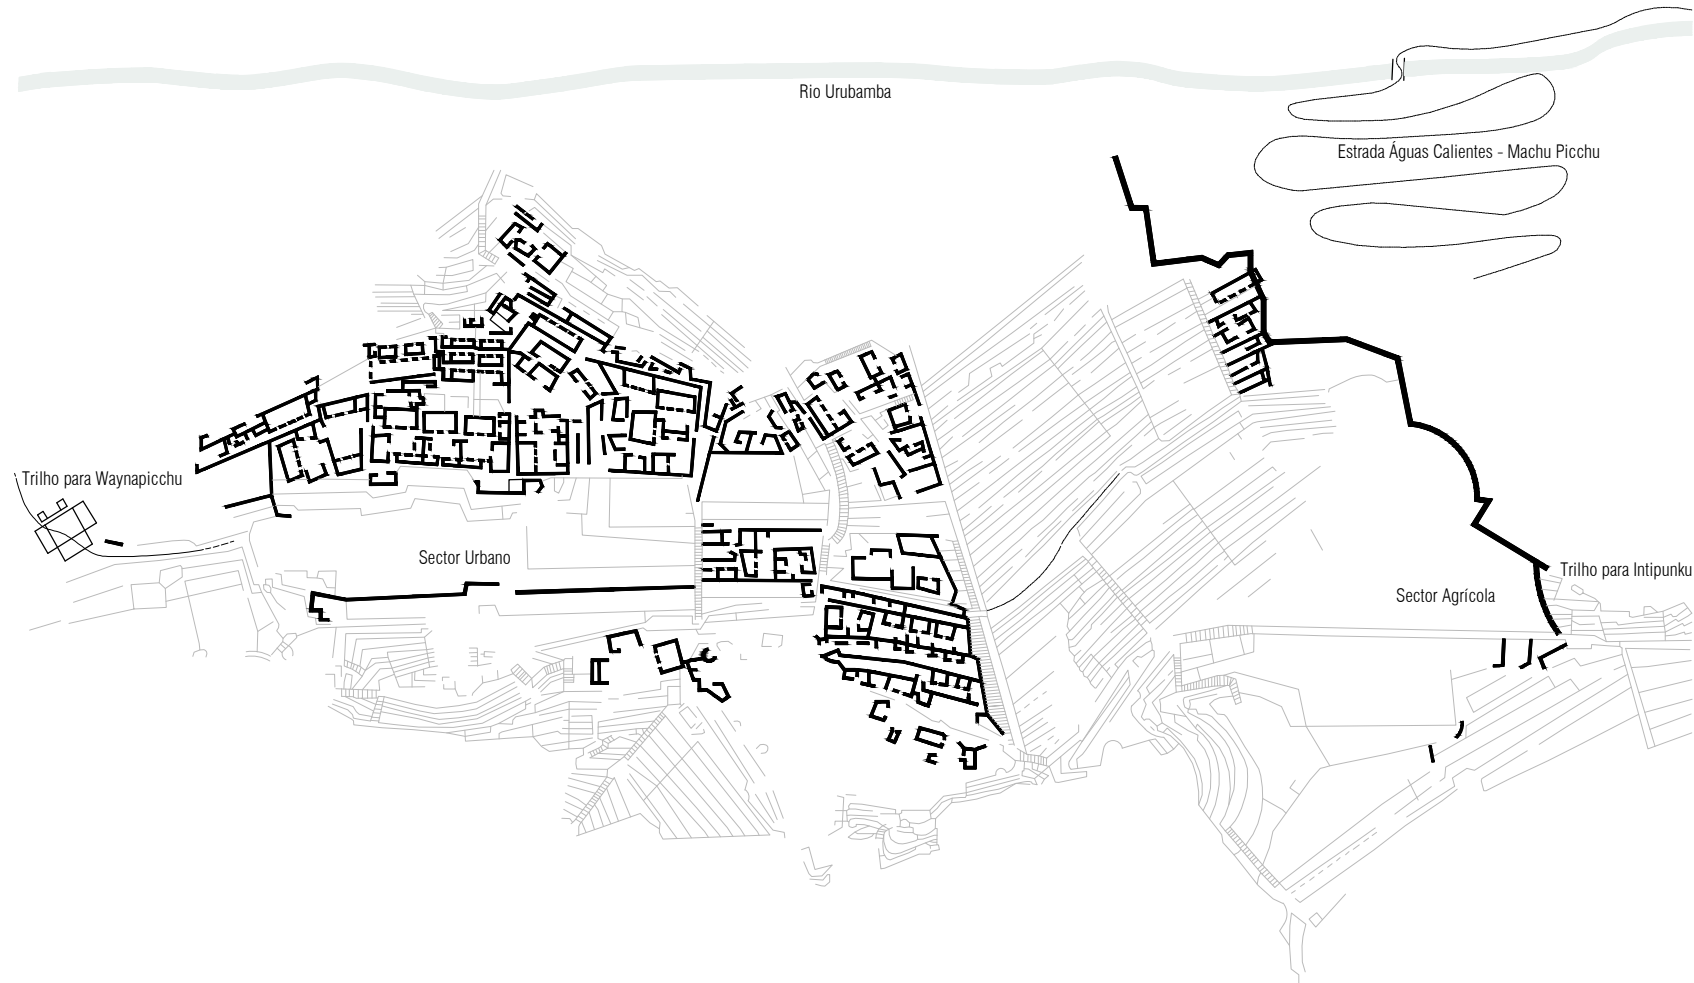 Rio Urubamba
Estrada Águas Calientes - Machu Picchu
Trilho para Waynapicchu
Sector Urbano
Trilho para Intipunku
Sector Agrícola